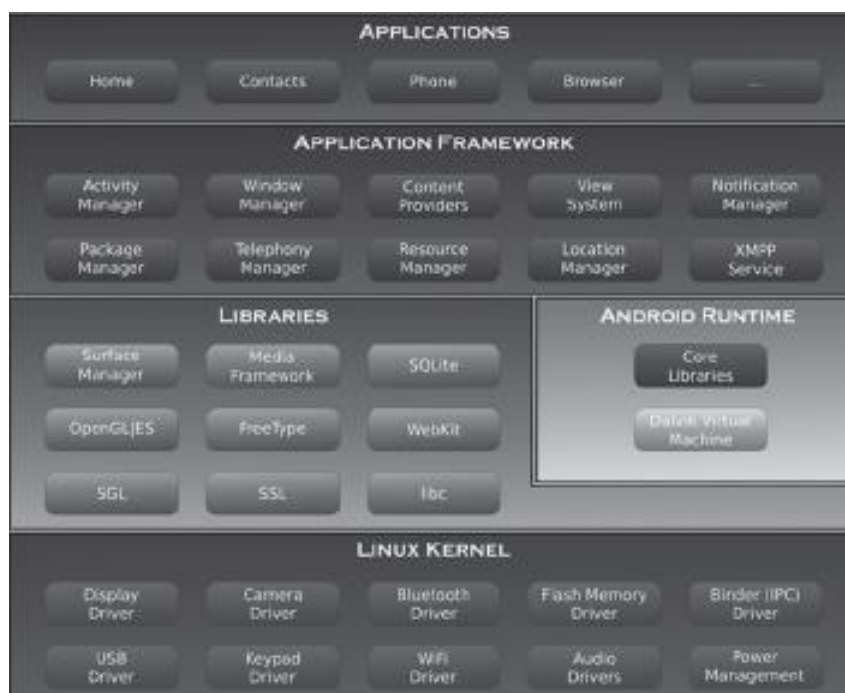 APPLICATIONS
Home
Contacts
Phone
Browser
...
APPLICATION FRAMEWORK
Activity
Manager
Window
Manager
Content
Providers
View
System
Notification
Manager
Package
Manager
Telephony
Manager
Resource
Manager
Location
Manager
XMPP
Service
LIBRARIES
Surface
Manager
Media
Framework
SQLite
OpenGL|ES
FreeType
WebKit
SGL
SSL
libc
ANDROID RUNTIME
Core
Libraries
Dalvik Virtual
Machine
LINUX KERNEL
Display
Driver
Camera
Driver
Bluetooth
Driver
Flash Memory
Driver
Binder (IPC)
Driver
USB
Driver
Keypad
Driver
WiFi
Driver
Audio
Drivers
Power
Management